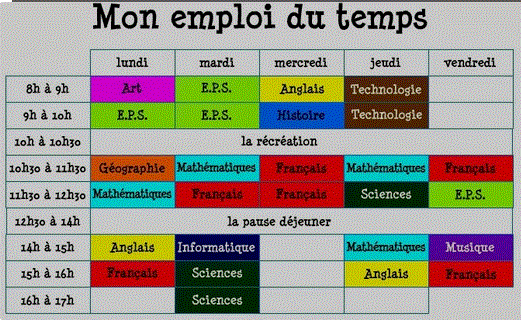 Mon emploi du temps
lundi mardi mercredi jeudi vendredi
8h à 9h Art E.P.S. Anglais Technologie
9h à 10h E.P.S. E.P.S. Histoire Technologie
10h à 10h30 la récréation
10h30 à 11h30 Géographie Mathématiques Français Mathématiques Français
11h30 à 12h30 Mathématiques Français Français Sciences E.P.S.
12h30 à 14h la pause déjeuner
14h à 15h Anglais Informatique Mathématiques Musique
15h à 16h Français Sciences Anglais Français
16h à 17h Sciences